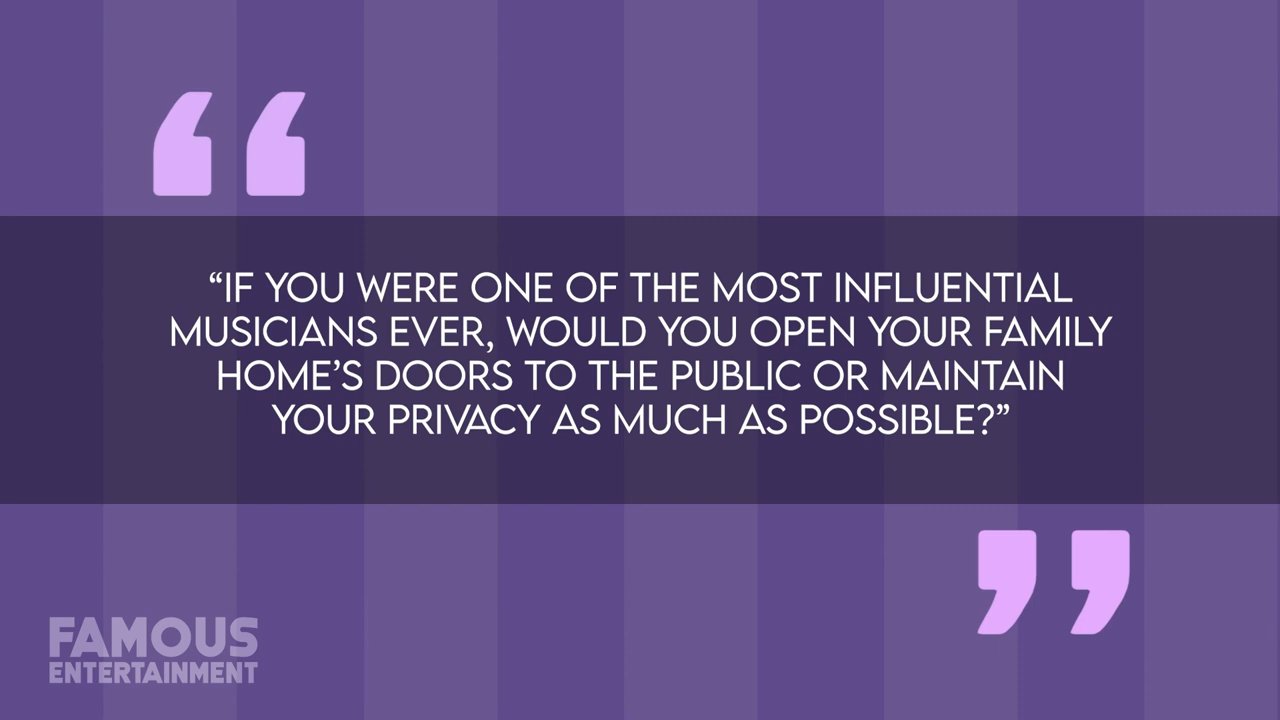 “IF YOU WERE ONE OF THE MOST INFLUENTIAL
MUSICIANS EVER, WOULD YOU OPEN YOUR FAMILY
HOME’S DOORS TO THE PUBLIC OR MAINTAIN
YOUR PRIVACY AS MUCH AS POSSIBLE?”
FAMOUS
ENTERTAINMENT